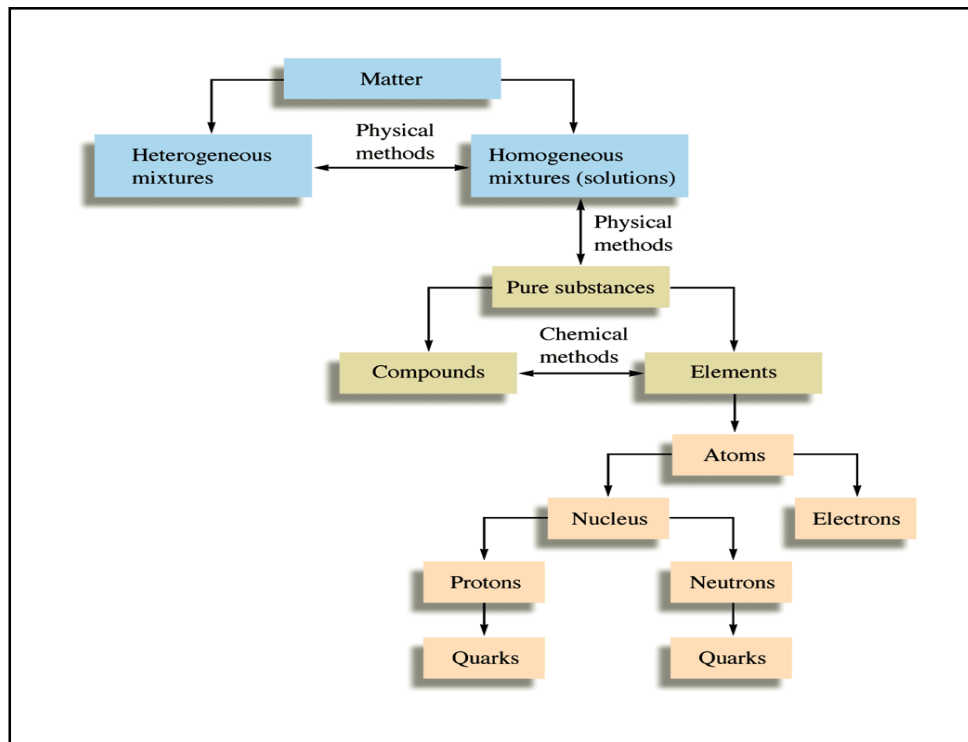 Matter
Physical
methods
Heterogeneous
mixtures
Homogeneous
mixtures (solutions)
Physical
methods
Pure substances
Chemical
methods
Compounds
Elements
Atoms
Nucleus
Electrons
Protons
Neutrons
Quarks
Quarks